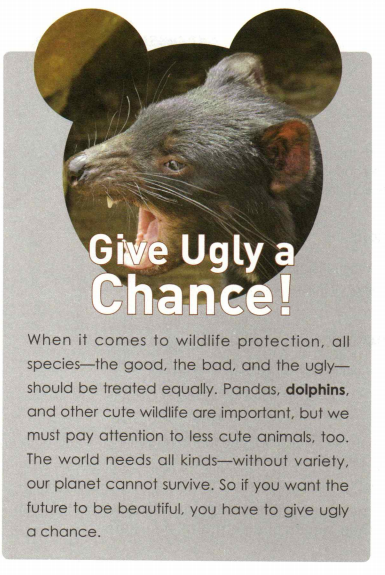 Give Ugly a
Chance!
When it comes to wildlife protection, all
species—the good, the bad, and the ugly—
should be treated equally. Pandas, dolphins,
and other cute wildlife are important, but we
must pay attention to less cute animals, too.
The world needs all kinds—without variety,
our planet cannot survive. So if you want the
future to be beautiful, you have to give ugly
a chance.